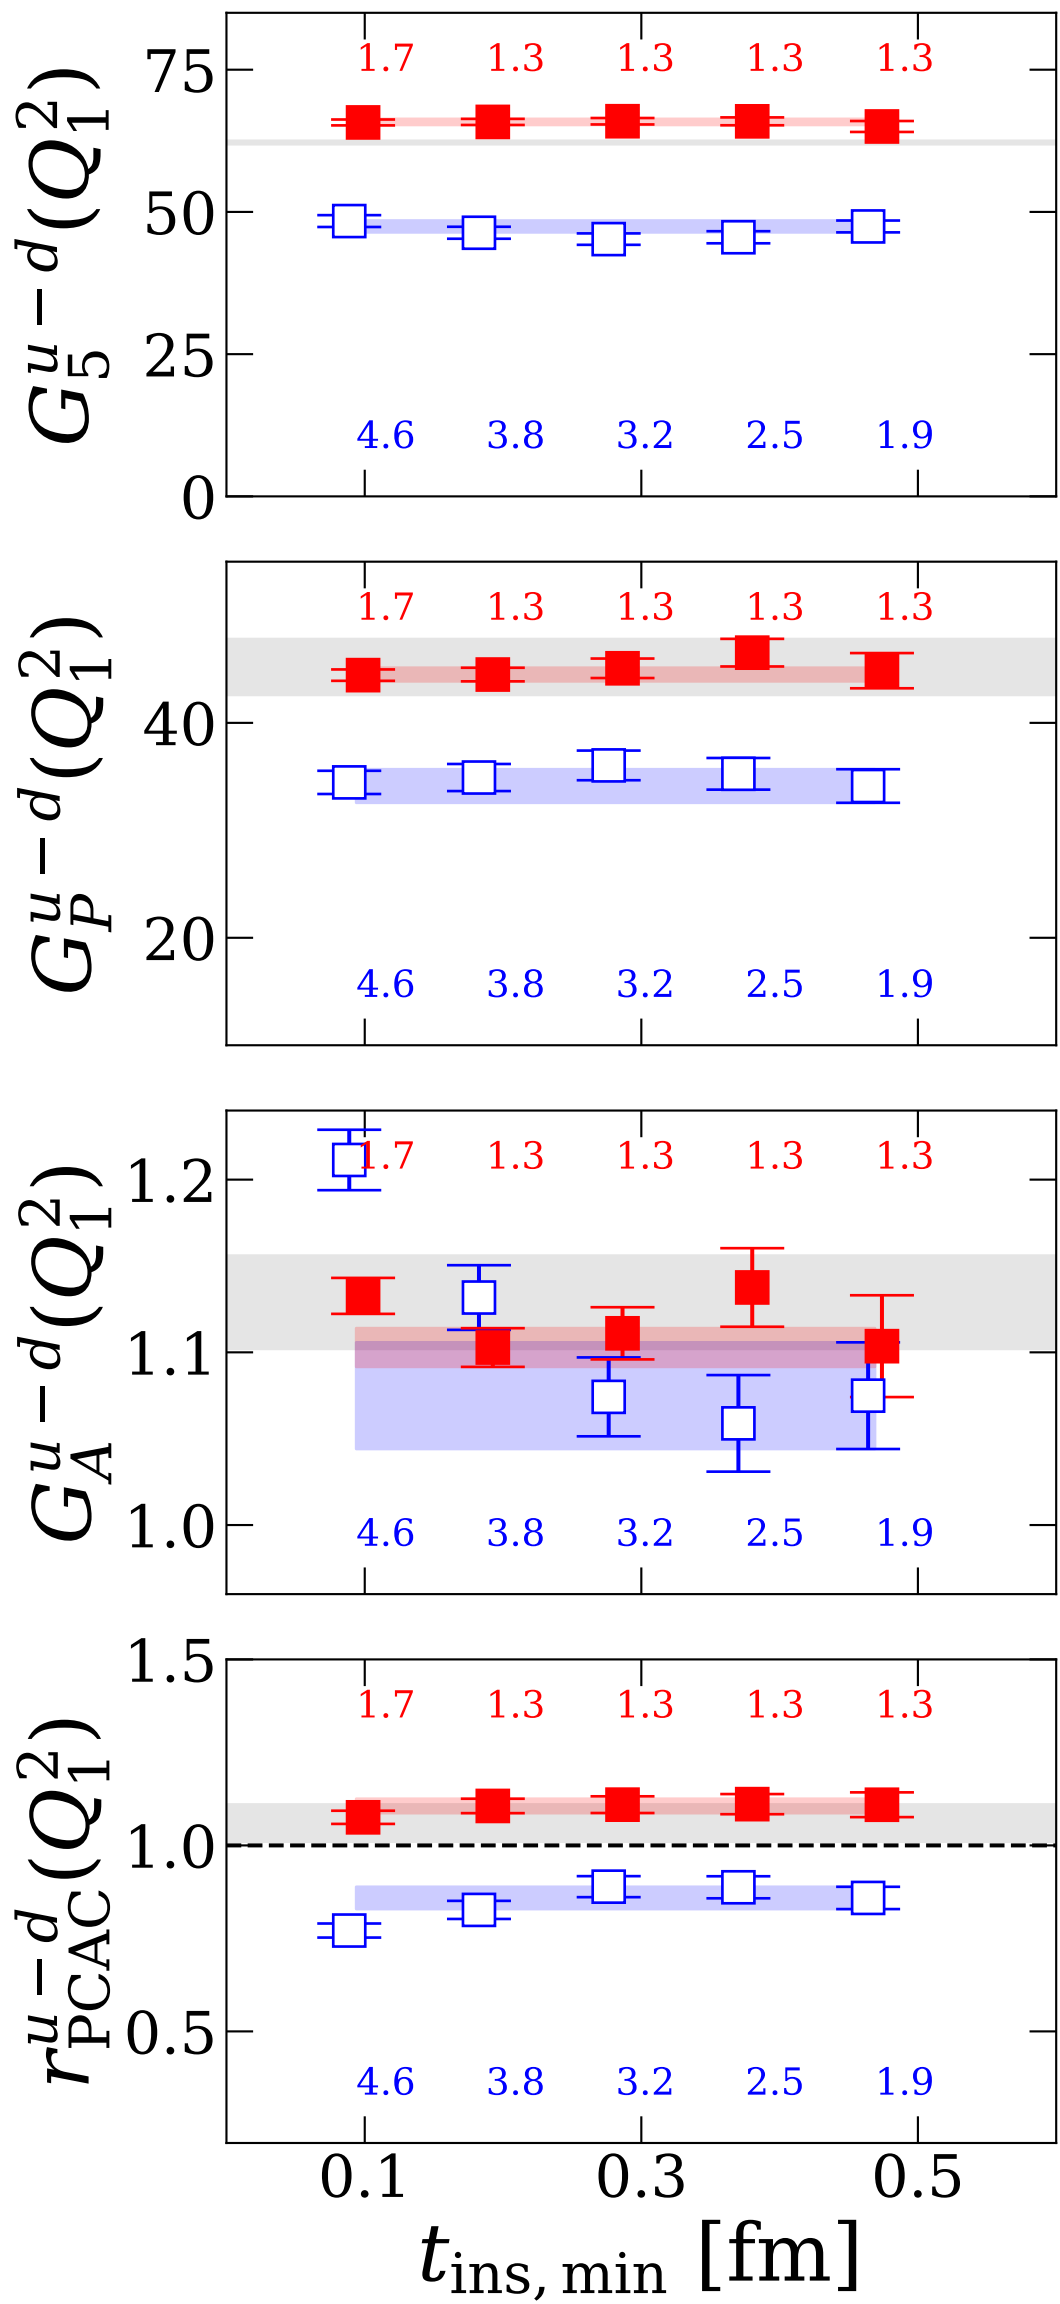 G_5^{u-d}(Q_1^2)
75
50
25
0
1.7 1.3 1.3 1.3 1.3
4.6 3.8 3.2 2.5 1.9
G_P^{u-d}(Q_1^2)
40
20
1.7 1.3 1.3 1.3 1.3
4.6 3.8 3.2 2.5 1.9
G_A^{u-d}(Q_1^2)
1.2
1.1
1.0
1.7 1.3 1.3 1.3 1.3
4.6 3.8 3.2 2.5 1.9
r_{PCAC}^{u-d}(Q_1^2)
1.5
1.0
0.5
1.7 1.3 1.3 1.3 1.3
4.6 3.8 3.2 2.5 1.9
0.1 0.3 0.5
t_{ins, min} [fm]